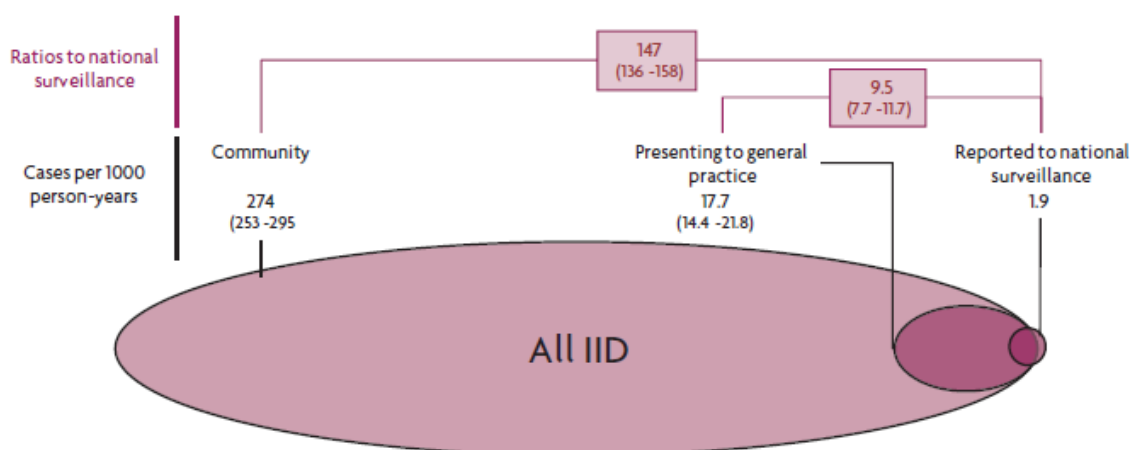 Ratios to national
surveillance
147
(136 -158)
9.5
(7.7 -11.7)
Cases per 1000
person-years
Community
274
(253 -295
Presenting to general
practice
17.7
(14.4 -21.8)
Reported to national
surveillance
1.9
All IID